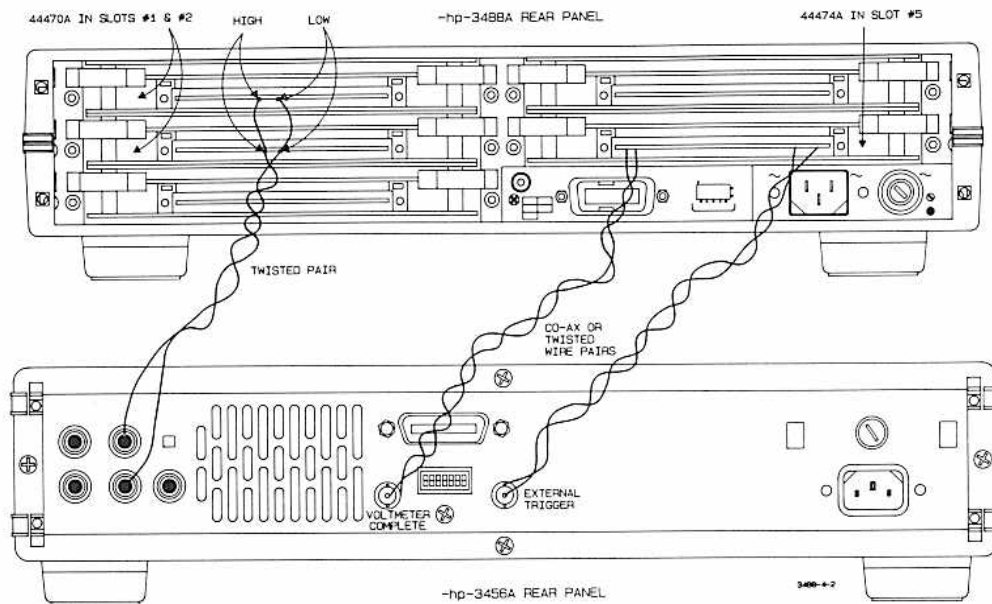 44470A IN SLOTS #1 & #2
HIGH
LOW
-hp-3488A REAR PANEL
44474A IN SLOT #5
TWISTED PAIR
CO-AX OR
TWISTED
WIRE PAIRS
VOLTMETER
COMPLETE
EXTERNAL
TRIGGER
-hp-3456A REAR PANEL
3488-4-2